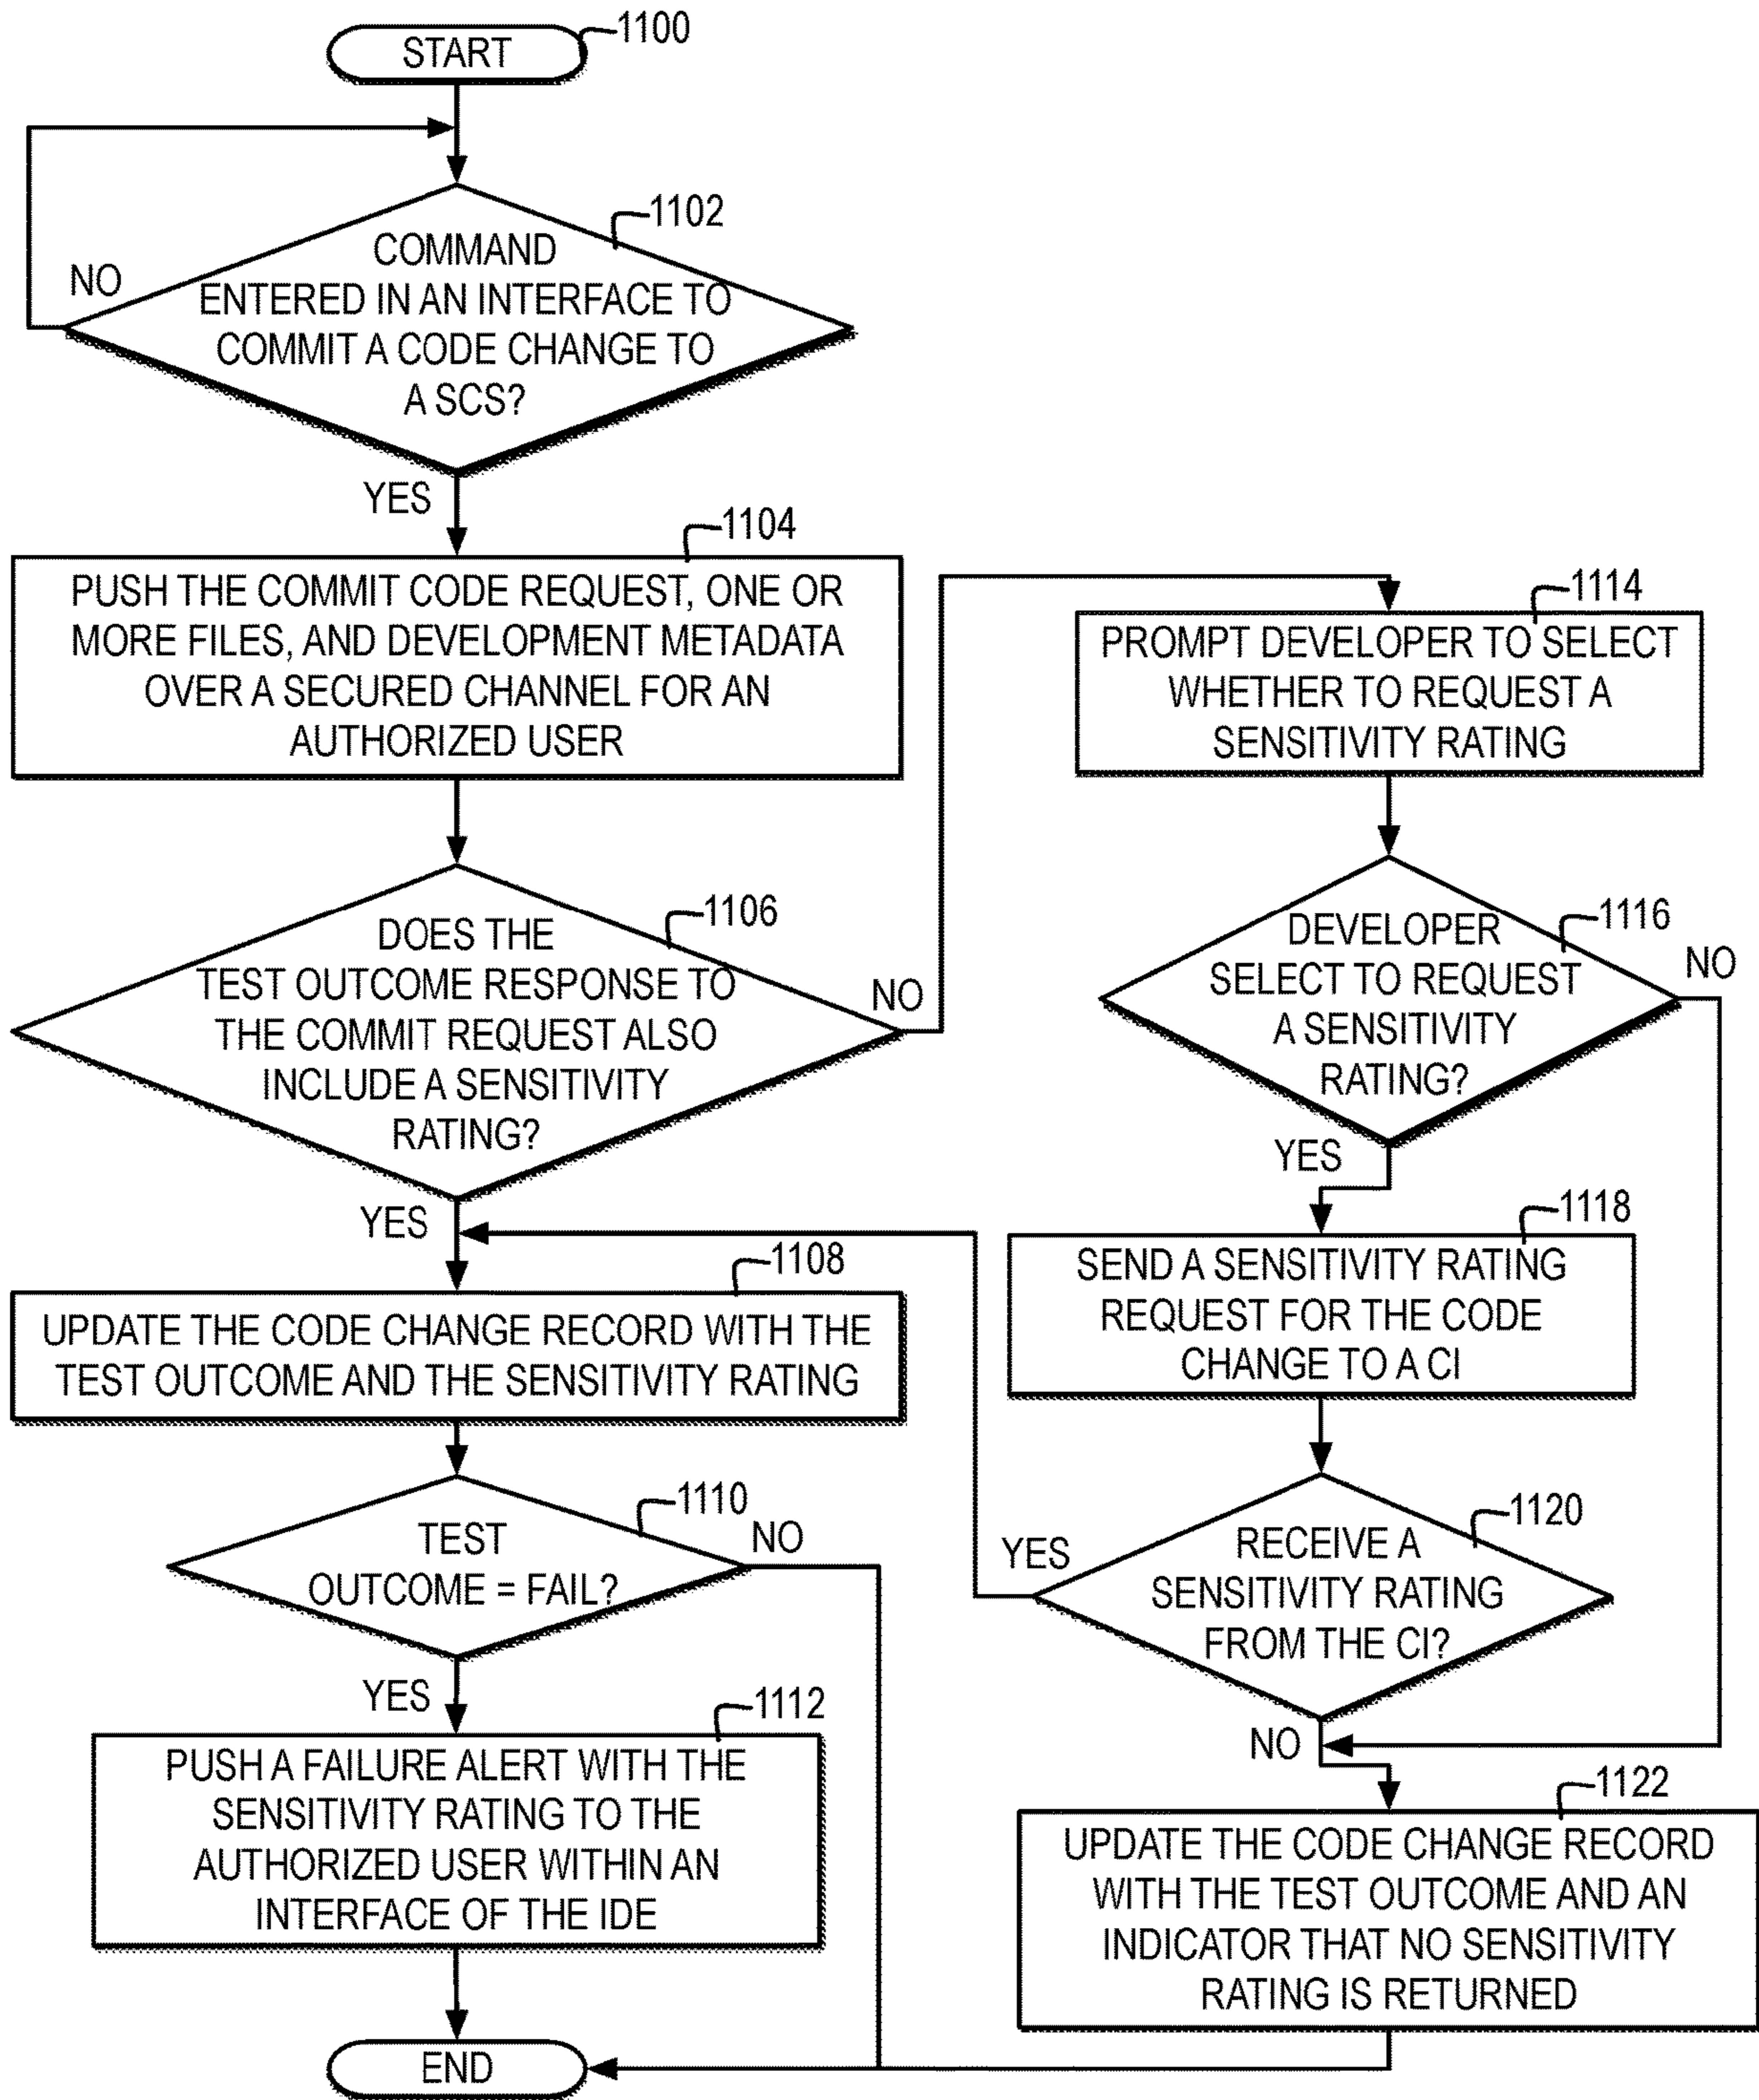 START
1100
1102
COMMAND
ENTERED IN AN INTERFACE TO
COMMIT A CODE CHANGE TO
A SCS?
NO
YES
1104
PUSH THE COMMIT CODE REQUEST, ONE OR
MORE FILES, AND DEVELOPMENT METADATA
OVER A SECURED CHANNEL FOR AN
AUTHORIZED USER
1106
DOES THE
TEST OUTCOME RESPONSE TO
THE COMMIT REQUEST ALSO
INCLUDE A SENSITIVITY
RATING?
NO
YES
1108
UPDATE THE CODE CHANGE RECORD WITH THE
TEST OUTCOME AND THE SENSITIVITY RATING
1110
TEST
OUTCOME = FAIL?
NO
YES
1112
PUSH A FAILURE ALERT WITH THE
SENSITIVITY RATING TO THE
AUTHORIZED USER WITHIN AN
INTERFACE OF THE IDE
END
1114
PROMPT DEVELOPER TO SELECT
WHETHER TO REQUEST A
SENSITIVITY RATING
1116
DEVELOPER
SELECT TO REQUEST
A SENSITIVITY
RATING?
NO
YES
1118
SEND A SENSITIVITY RATING
REQUEST FOR THE CODE
CHANGE TO A CI
1120
RECEIVE A
SENSITIVITY RATING
FROM THE CI?
YES
NO
1122
UPDATE THE CODE CHANGE RECORD
WITH THE TEST OUTCOME AND AN
INDICATOR THAT NO SENSITIVITY
RATING IS RETURNED